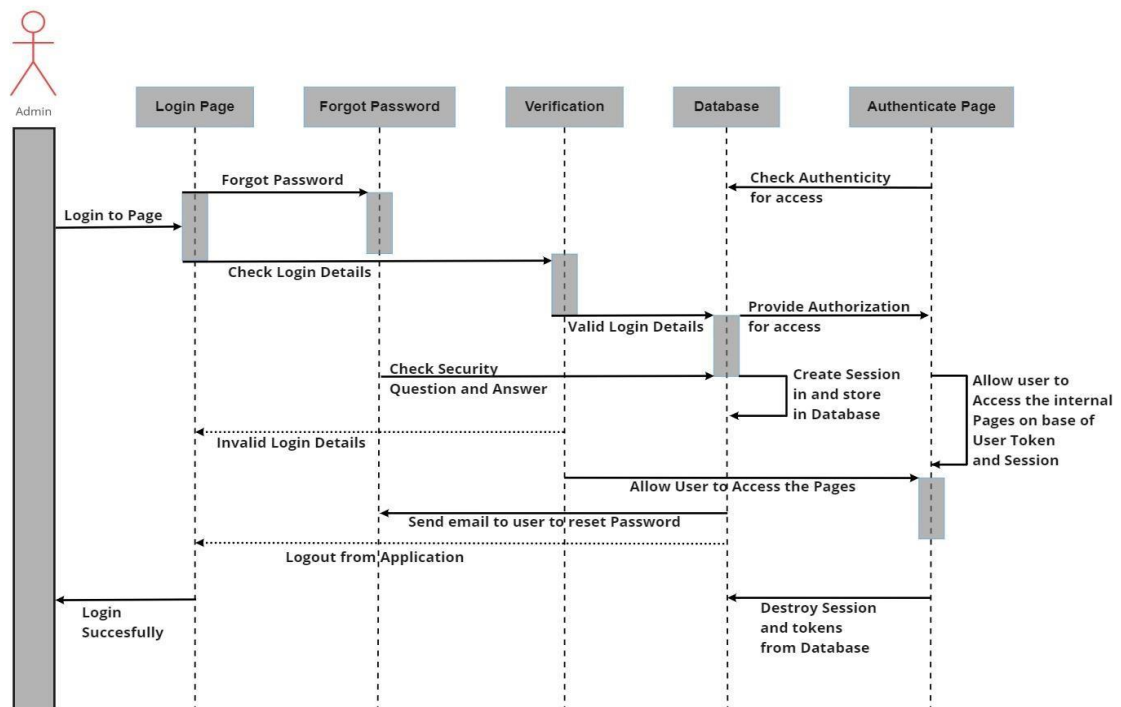 Admin
Login Page
Forgot Password
Verification
Database
Authenticate Page
Forgot Password
Check Authenticity
for access
Login to Page
Check Login Details
Provide Authorization
for access
Valid Login Details
Check Security
Question and Answer
Create Session
in and store
in Database
Allow user to
Access the internal
Pages on base of
User Token
and Session
Invalid Login Details
Allow User to Access the Pages
Send email to user to reset Password
Logout from Application
Login
Succesfully
Destroy Session
and tokens
from Database